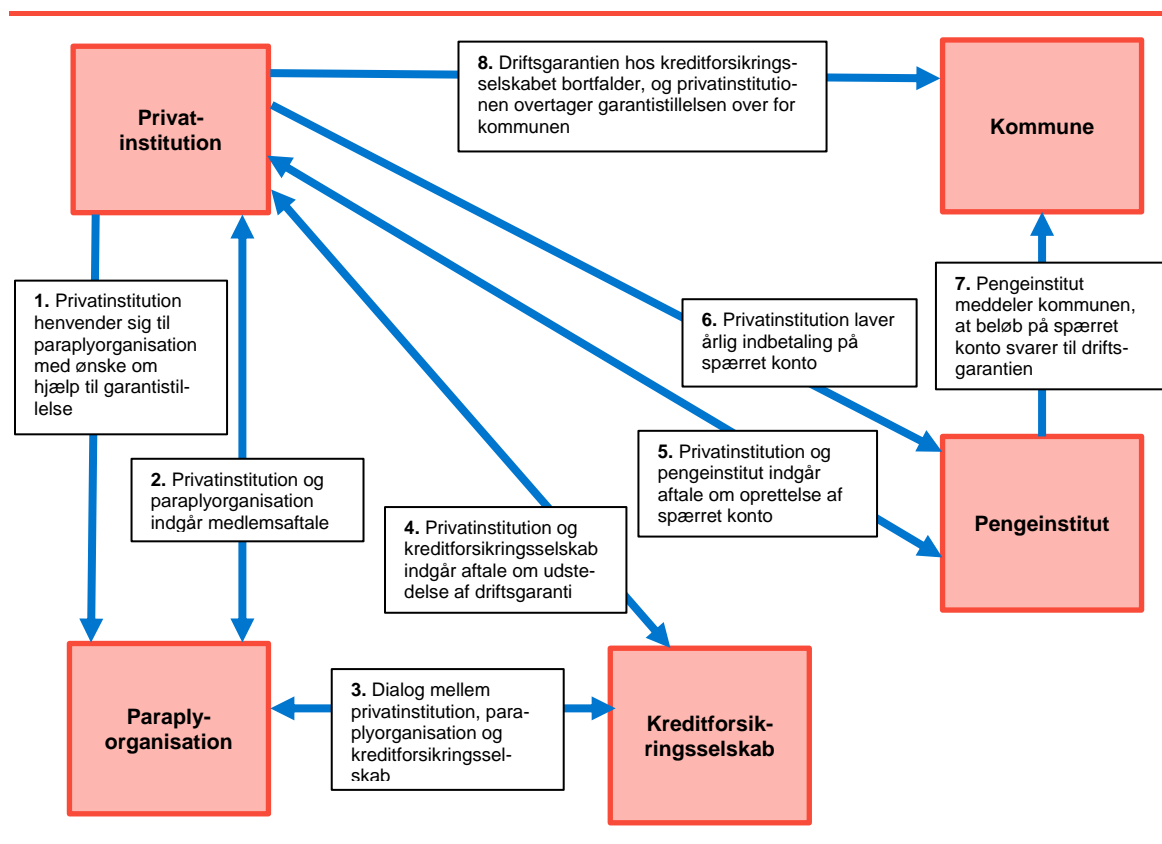 Privat-
institution
8. Driftsgarantien hos kreditforsikrings-
selskabet bortfalder, og privatinstitutio-
nen overtager garantistillelsen over for
kommunen
Kommune
1. Privatinstitution
henvender sig til
paraplyorganisation
med ønske om
hjælp til garantistil-
lelse
2. Privatinstitution og
paraplyorganisation
indgår medlemsaftale
6. Privatinstitution laver
årlig indbetaling på
spærret konto
7. Pengeinstitut
meddeler kommunen,
at beløb på spærret
konto svarer til drifts-
garantien
4. Privatinstitution og
kreditforsikringsselskab
indgår aftale om udste-
delse af driftsgaranti
5. Privatinstitution og
pengeinstitut indgår
aftale om oprettelse af
spærret konto
Pengeinstitut
Paraply-
organisation
3. Dialog mellem
privatinstitution, para-
plyorganisation og
kreditforsikringssel-
skab
Kreditforsik-
ringsselskab